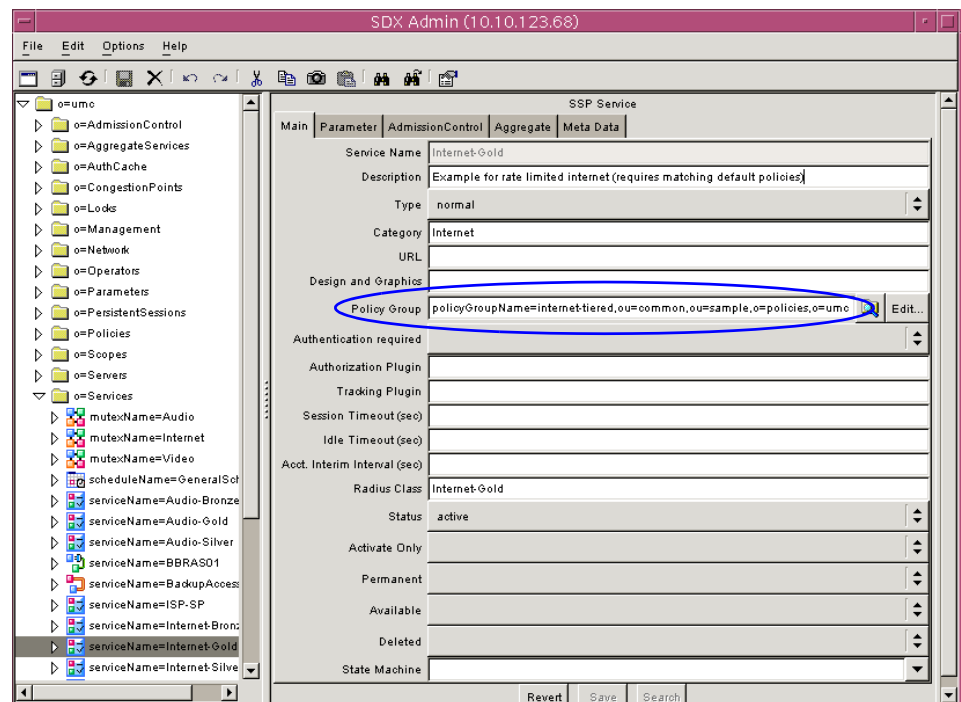 SDX Admin (10.10.123.68)
File Edit Options Help
o=umc
o=AdmissionControl
o=AggregateServices
o=AuthCache
o=CongestionPoints
o=Locks
o=Management
o=Network
o=Operators
o=Parameters
o=PersistentSessions
o=Policies
o=Scopes
o=Servers
o=Services
mutexName=Audio
mutexName=Internet
mutexName=Video
scheduleName=GeneralSch
serviceName=Audio-Bronze
serviceName=Audio-Gold
serviceName=Audio-Silver
serviceName=BBRAS01
serviceName=BackupAccess
serviceName=ISP-SP
serviceName=Internet-Bronz
serviceName=Internet-Gold
serviceName=Internet-Silve
SSP Service
Main Parameter AdmissionControl Aggregate Meta Data
Service Name Internet-Gold
Description Example for rate limited internet (requires matching default policies)
Type normal
Category Internet
URL
Design and Graphics
Policy Group policyGroupName=internet-tiered,ou=common,ou=sample,o=policies,o=umc Edit...
Authentication required
Authorization Plugin
Tracking Plugin
Session Timeout (sec)
Idle Timeout (sec)
Acct. Interim Interval (sec)
Radius Class Internet-Gold
Status active
Activate Only
Permanent
Available
Deleted
State Machine
Revert Save Search